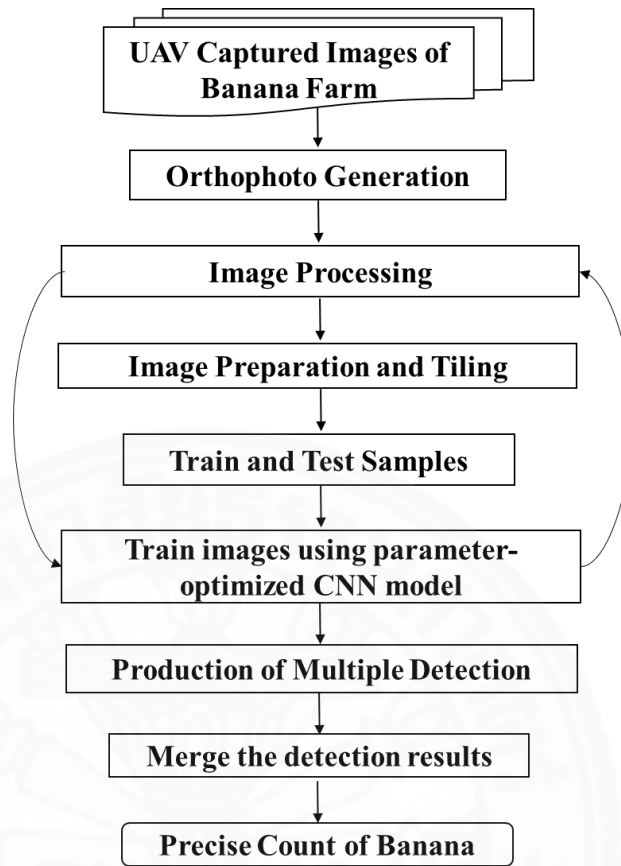 UAV Captured Images of
Banana Farm
Orthophoto Generation
Image Processing
Image Preparation and Tiling
Train and Test Samples
Train images using parameter-
optimized CNN model
Production of Multiple Detection
Merge the detection results
Precise Count of Banana